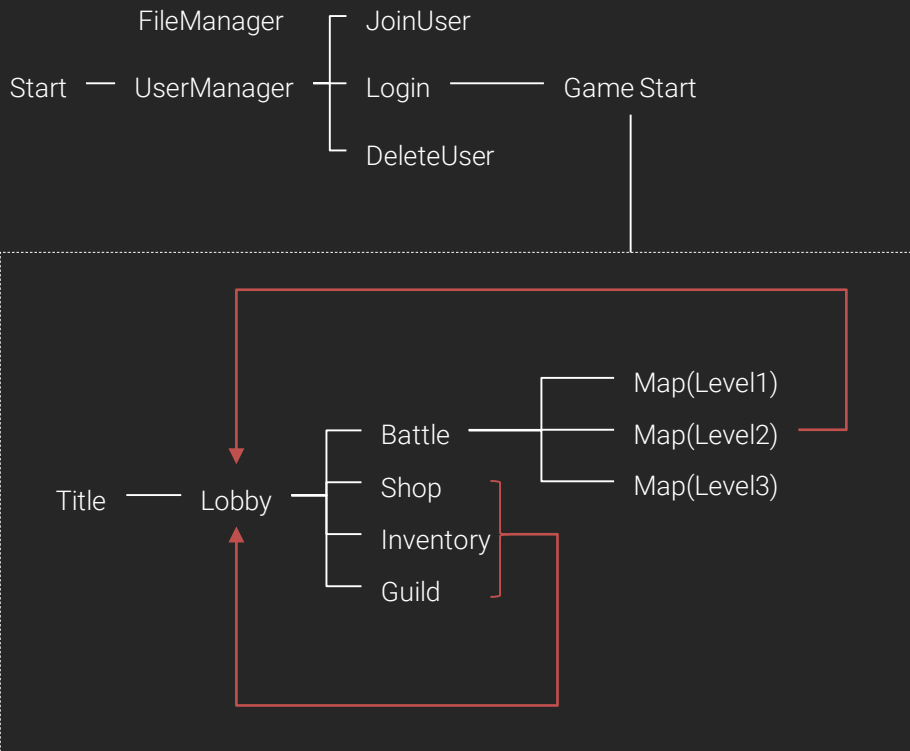 FileManager
JoinUser
Start
UserManager
Login
Game Start
DeleteUser
Map(Level1)
Battle
Map(Level2)
Shop
Map(Level3)
Title
Lobby
Inventory
Guild